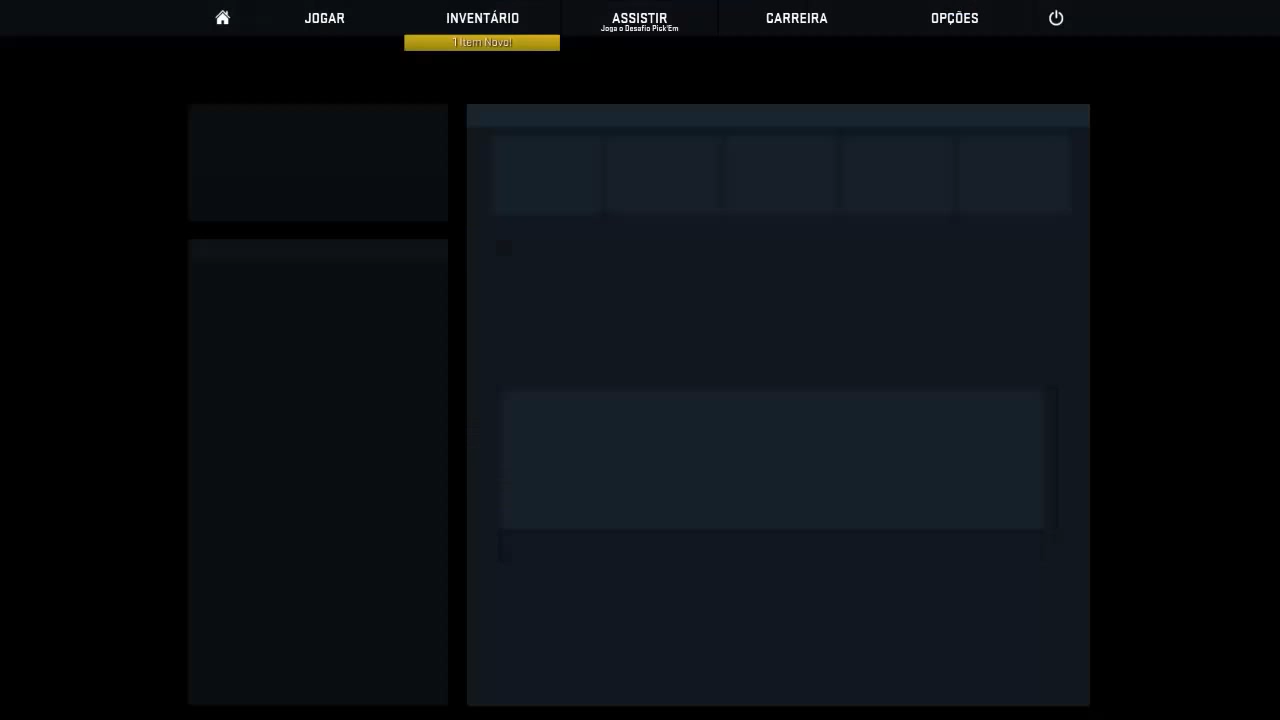 JOGAR
INVENTÁRIO
ASSISTIR
Joga o Desafio Pick'Em
CARREIRA
OPÇÕES
1 Item Novo!